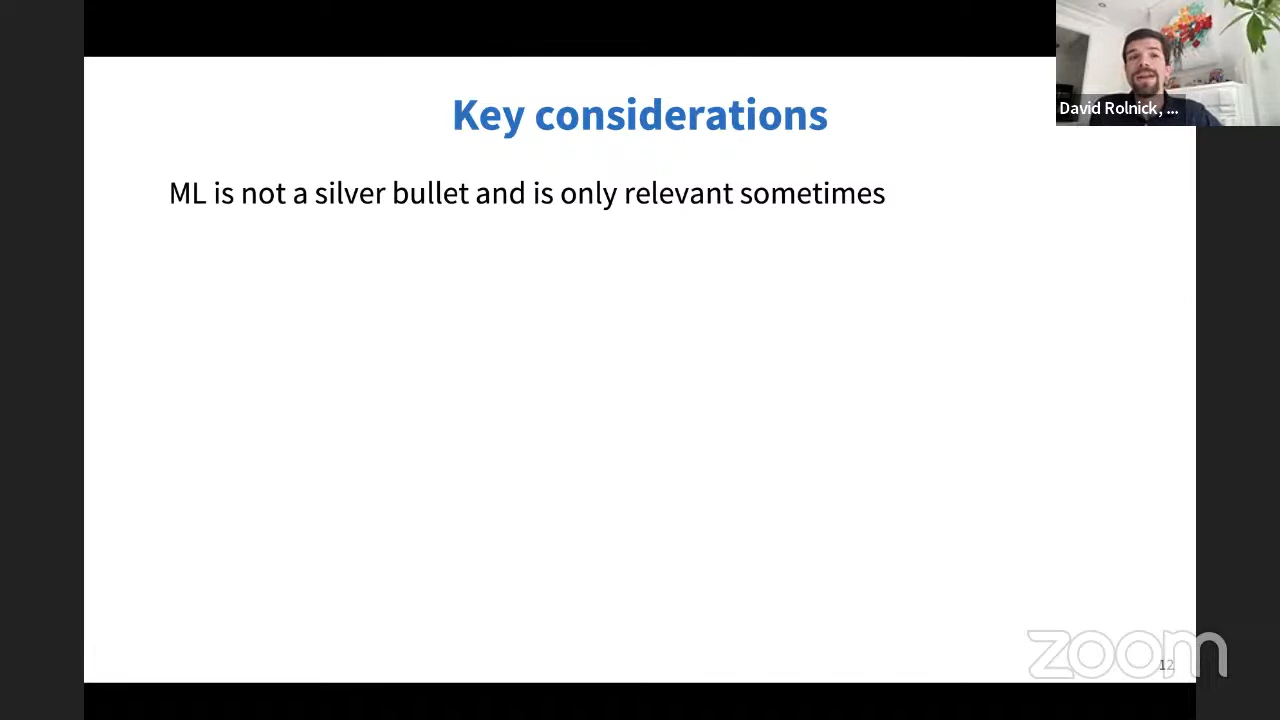 Key considerations
David Rolnick, ...
ML is not a silver bullet and is only relevant sometimes
zoom
12